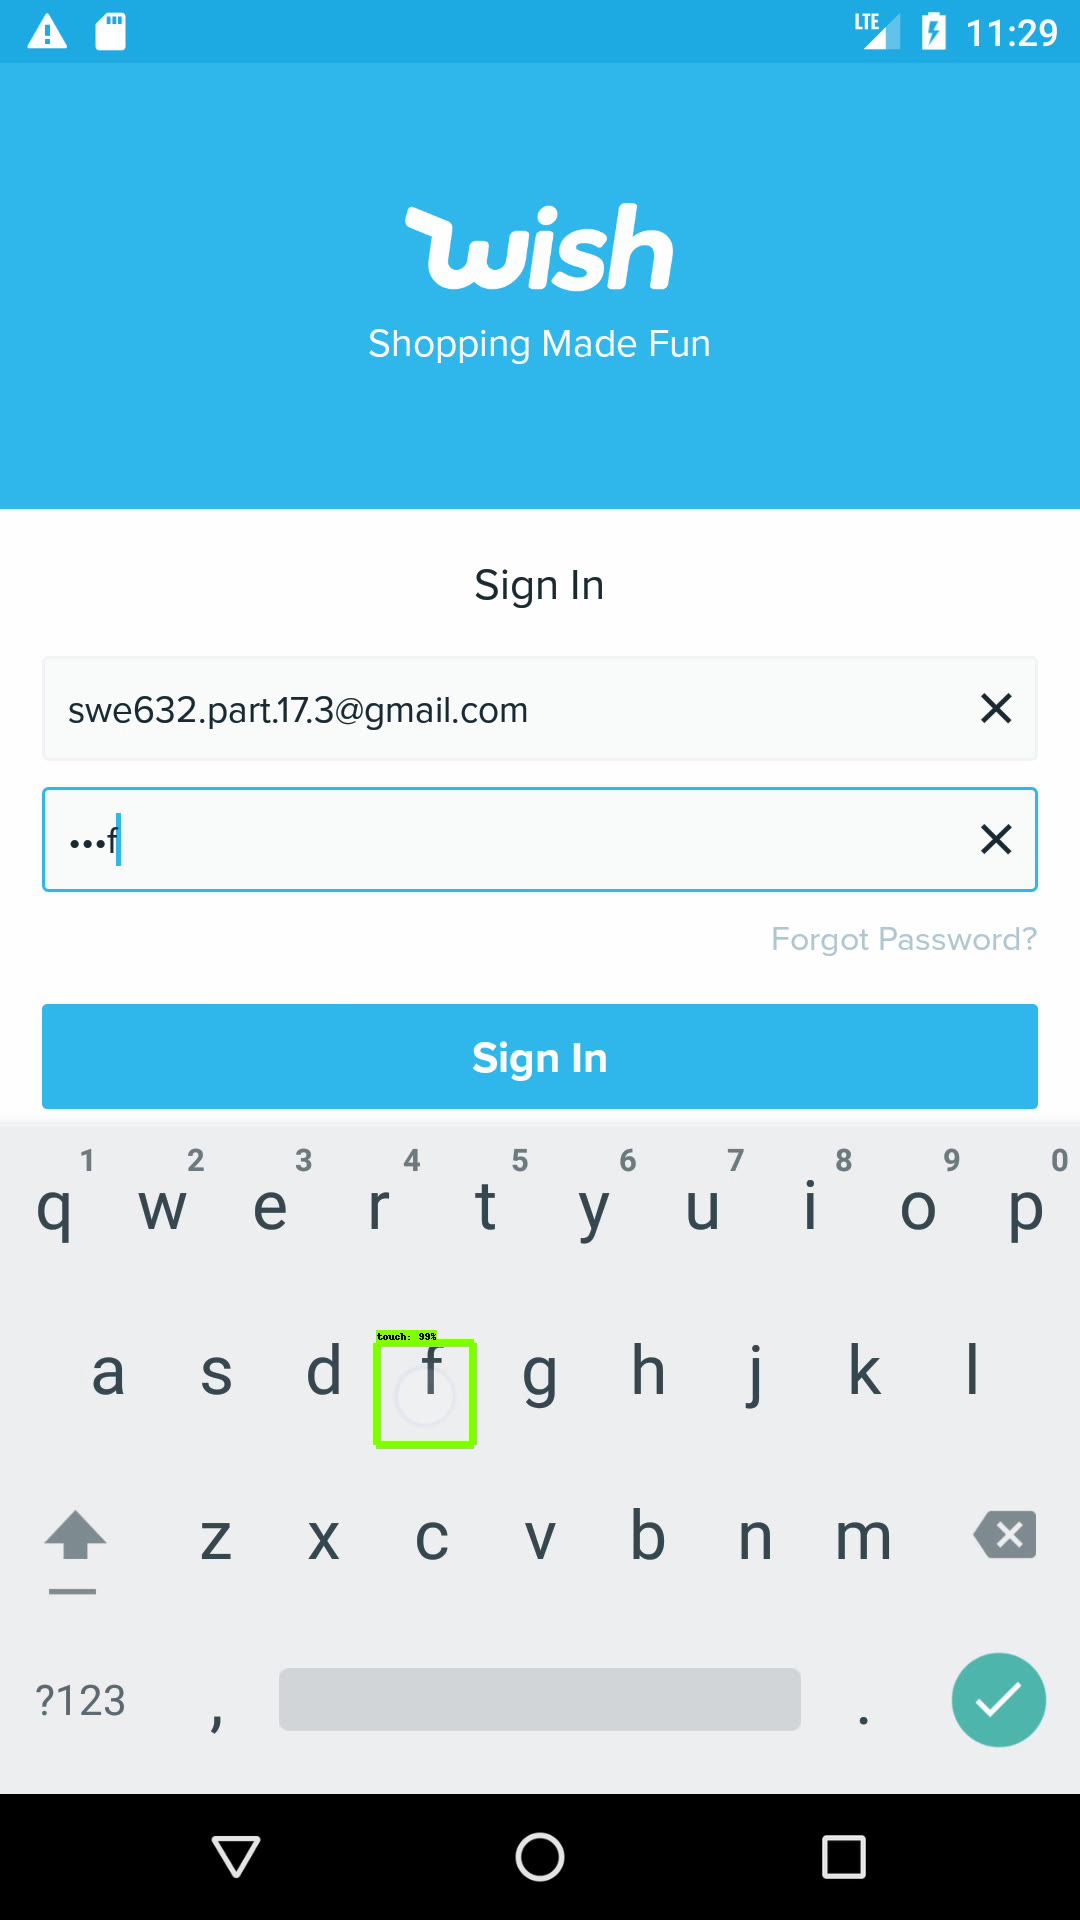 LTE 11:29
wish
Shopping Made Fun
Sign In
swe632.part.17.3@gmail.com
•••f
Forgot Password?
Sign In
1 2 3 4 5 6 7 8 9 0
q w e r t y u i o p
touch: 99%
a s d f g h j k l
z x c v b n m
?123 , .